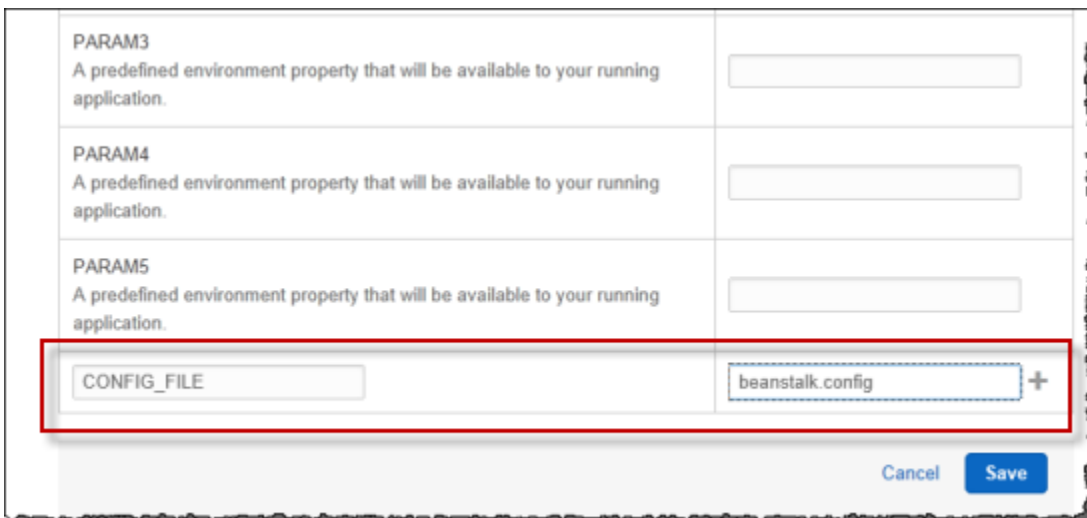 PARAM3
A predefined environment property that will be available to your running
application.
PARAM4
A predefined environment property that will be available to your running
application.
PARAM5
A predefined environment property that will be available to your running
application.
CONFIG_FILE
beanstalk.config
Cancel
Save